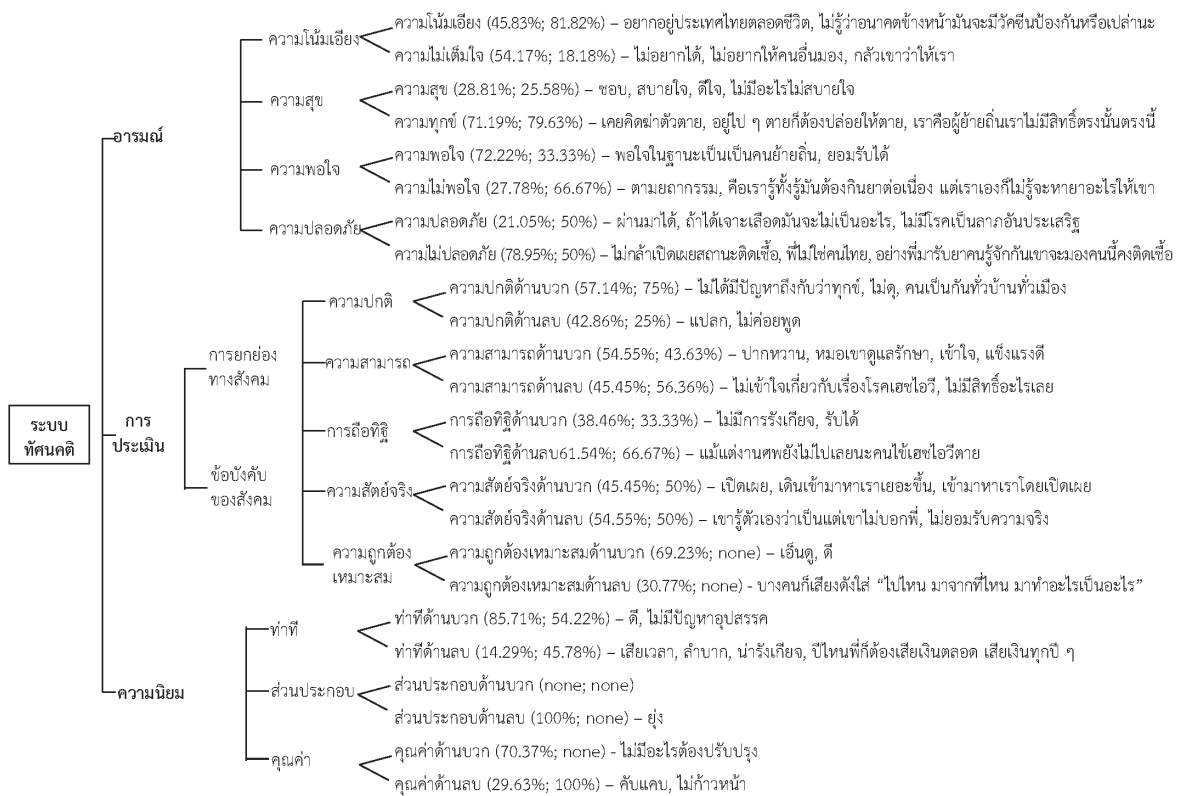 ความโน้มเอียง (45.83%; 81.82%) – อยากอยู่ประเทศไทยตลอดชีวิต, ไม่รู้ว่าอนาคตข้างหน้ามันจะมีวัคซีนป้องกันหรือเปล่านะ
ความโน้มเอียง
ความไม่เต็มใจ (54.17%; 18.18%) – ไม่อยากได้, ไม่อยากให้คนอื่นมอง, กลัวเขาว่าให้เรา
ความสุข (28.81%; 25.58%) – ชอบ, สบายใจ, ดีใจ, ไม่มีอะไรไม่สบายใจ
ความสุข
ความทุกข์ (71.19%; 79.63%) – เคยคิดฆ่าตัวตาย, อยู่ไป ๆ ตายก็ต้องปล่อยให้ตาย, เราคือผู้ย้ายถิ่นเราไม่มีสิทธิ์ตรงนั้นตรงนี้
อารมณ์
ความพอใจ (72.22%; 33.33%) – พอใจในฐานะเป็นเป็นคนย้ายถิ่น, ยอมรับได้
ความพอใจ
ความไม่พอใจ (27.78%; 66.67%) – ตามยถากรรม, คือเรารู้ทั้งรู้มันต้องกินยาต่อเนื่อง แต่เราเองก็ไม่รู้จะหายาอะไรให้เขา
ความปลอดภัย (21.05%; 50%) – ผ่านมาได้, ถ้าได้เจาะเลือดมันจะไม่เป็นอะไร, ไม่มีโรคเป็นลาภอันประเสริฐ
ความปลอดภัย
ความไม่ปลอดภัย (78.95%; 50%) – ไม่กล้าเปิดเผยสถานะติดเชื้อ, พี่ไม่ใช่คนไทย, อย่างพี่มารับยาคนรู้จักกันเขาจะมองคนนี้คงติดเชื้อ
ความปกติด้านบวก (57.14%; 75%) – ไม่ได้มีปัญหาถึงกับว่าทุกข์, ไม่ดุ, คนเป็นกันทั่วบ้านทั่วเมือง
ความปกติ
ความปกติด้านลบ (42.86%; 25%) – แปลก, ไม่ค่อยพูด
การยกย่อง
ทางสังคม
ความสามารถด้านบวก (54.55%; 43.63%) – ปากหวาน, หมอเขาดูแลรักษา, เข้าใจ, แข็งแรงดี
ความสามารถ
ความสามารถด้านลบ (45.45%; 56.36%) – ไม่เข้าใจเกี่ยวกับเรื่องโรคเฮชไอวี, ไม่มีสิทธิ์อะไรเลย
ระบบ
ทัศนคติ
การ
ประเมิน
การถือทิฐิด้านบวก (38.46%; 33.33%) – ไม่มีการรังเกียจ, รับได้
การถือทิฐิ
การถือทิฐิด้านลบ61.54%; 66.67%) – แม้แต่งานศพยังไม่ไปเลยนะคนไข้เฮชไอวีตาย
ข้อบังคับ
ของสังคม
ความสัตย์จริงด้านบวก (45.45%; 50%) – เปิดเผย, เดินเข้ามาหาเราเยอะขึ้น, เข้ามาหาเราโดยเปิดเผย
ความสัตย์จริง
ความสัตย์จริงด้านลบ (54.55%; 50%) – เขารู้ตัวเองว่าเป็นแต่เขาไม่บอกพี่, ไม่ยอมรับความจริง
ความถูกต้อง
เหมาะสม
ความถูกต้องเหมาะสมด้านบวก (69.23%; none) – เอ็นดู, ดี
ความถูกต้องเหมาะสมด้านลบ (30.77%; none) - บางคนก็เสียงดังใส่ “ไปไหน มาจากที่ไหน มาทำอะไรเป็นอะไร”
ท่าทีด้านบวก (85.71%; 54.22%) – ดี, ไม่มีปัญหาอุปสรรค
ท่าที
ท่าทีด้านลบ (14.29%; 45.78%) – เสียเวลา, ลำบาก, น่ารังเกียจ, ปีไหนพี่ก็ต้องเสียเงินตลอด เสียเงินทุกปี ๆ
ความนิยม
ส่วนประกอบด้านบวก (none; none)
ส่วนประกอบ
ส่วนประกอบด้านลบ (100%; none) – ยุ่ง
คุณค่าด้านบวก (70.37%; none) - ไม่มีอะไรต้องปรับปรุง
คุณค่า
คุณค่าด้านลบ (29.63%; 100%) – คับแคบ, ไม่ก้าวหน้า